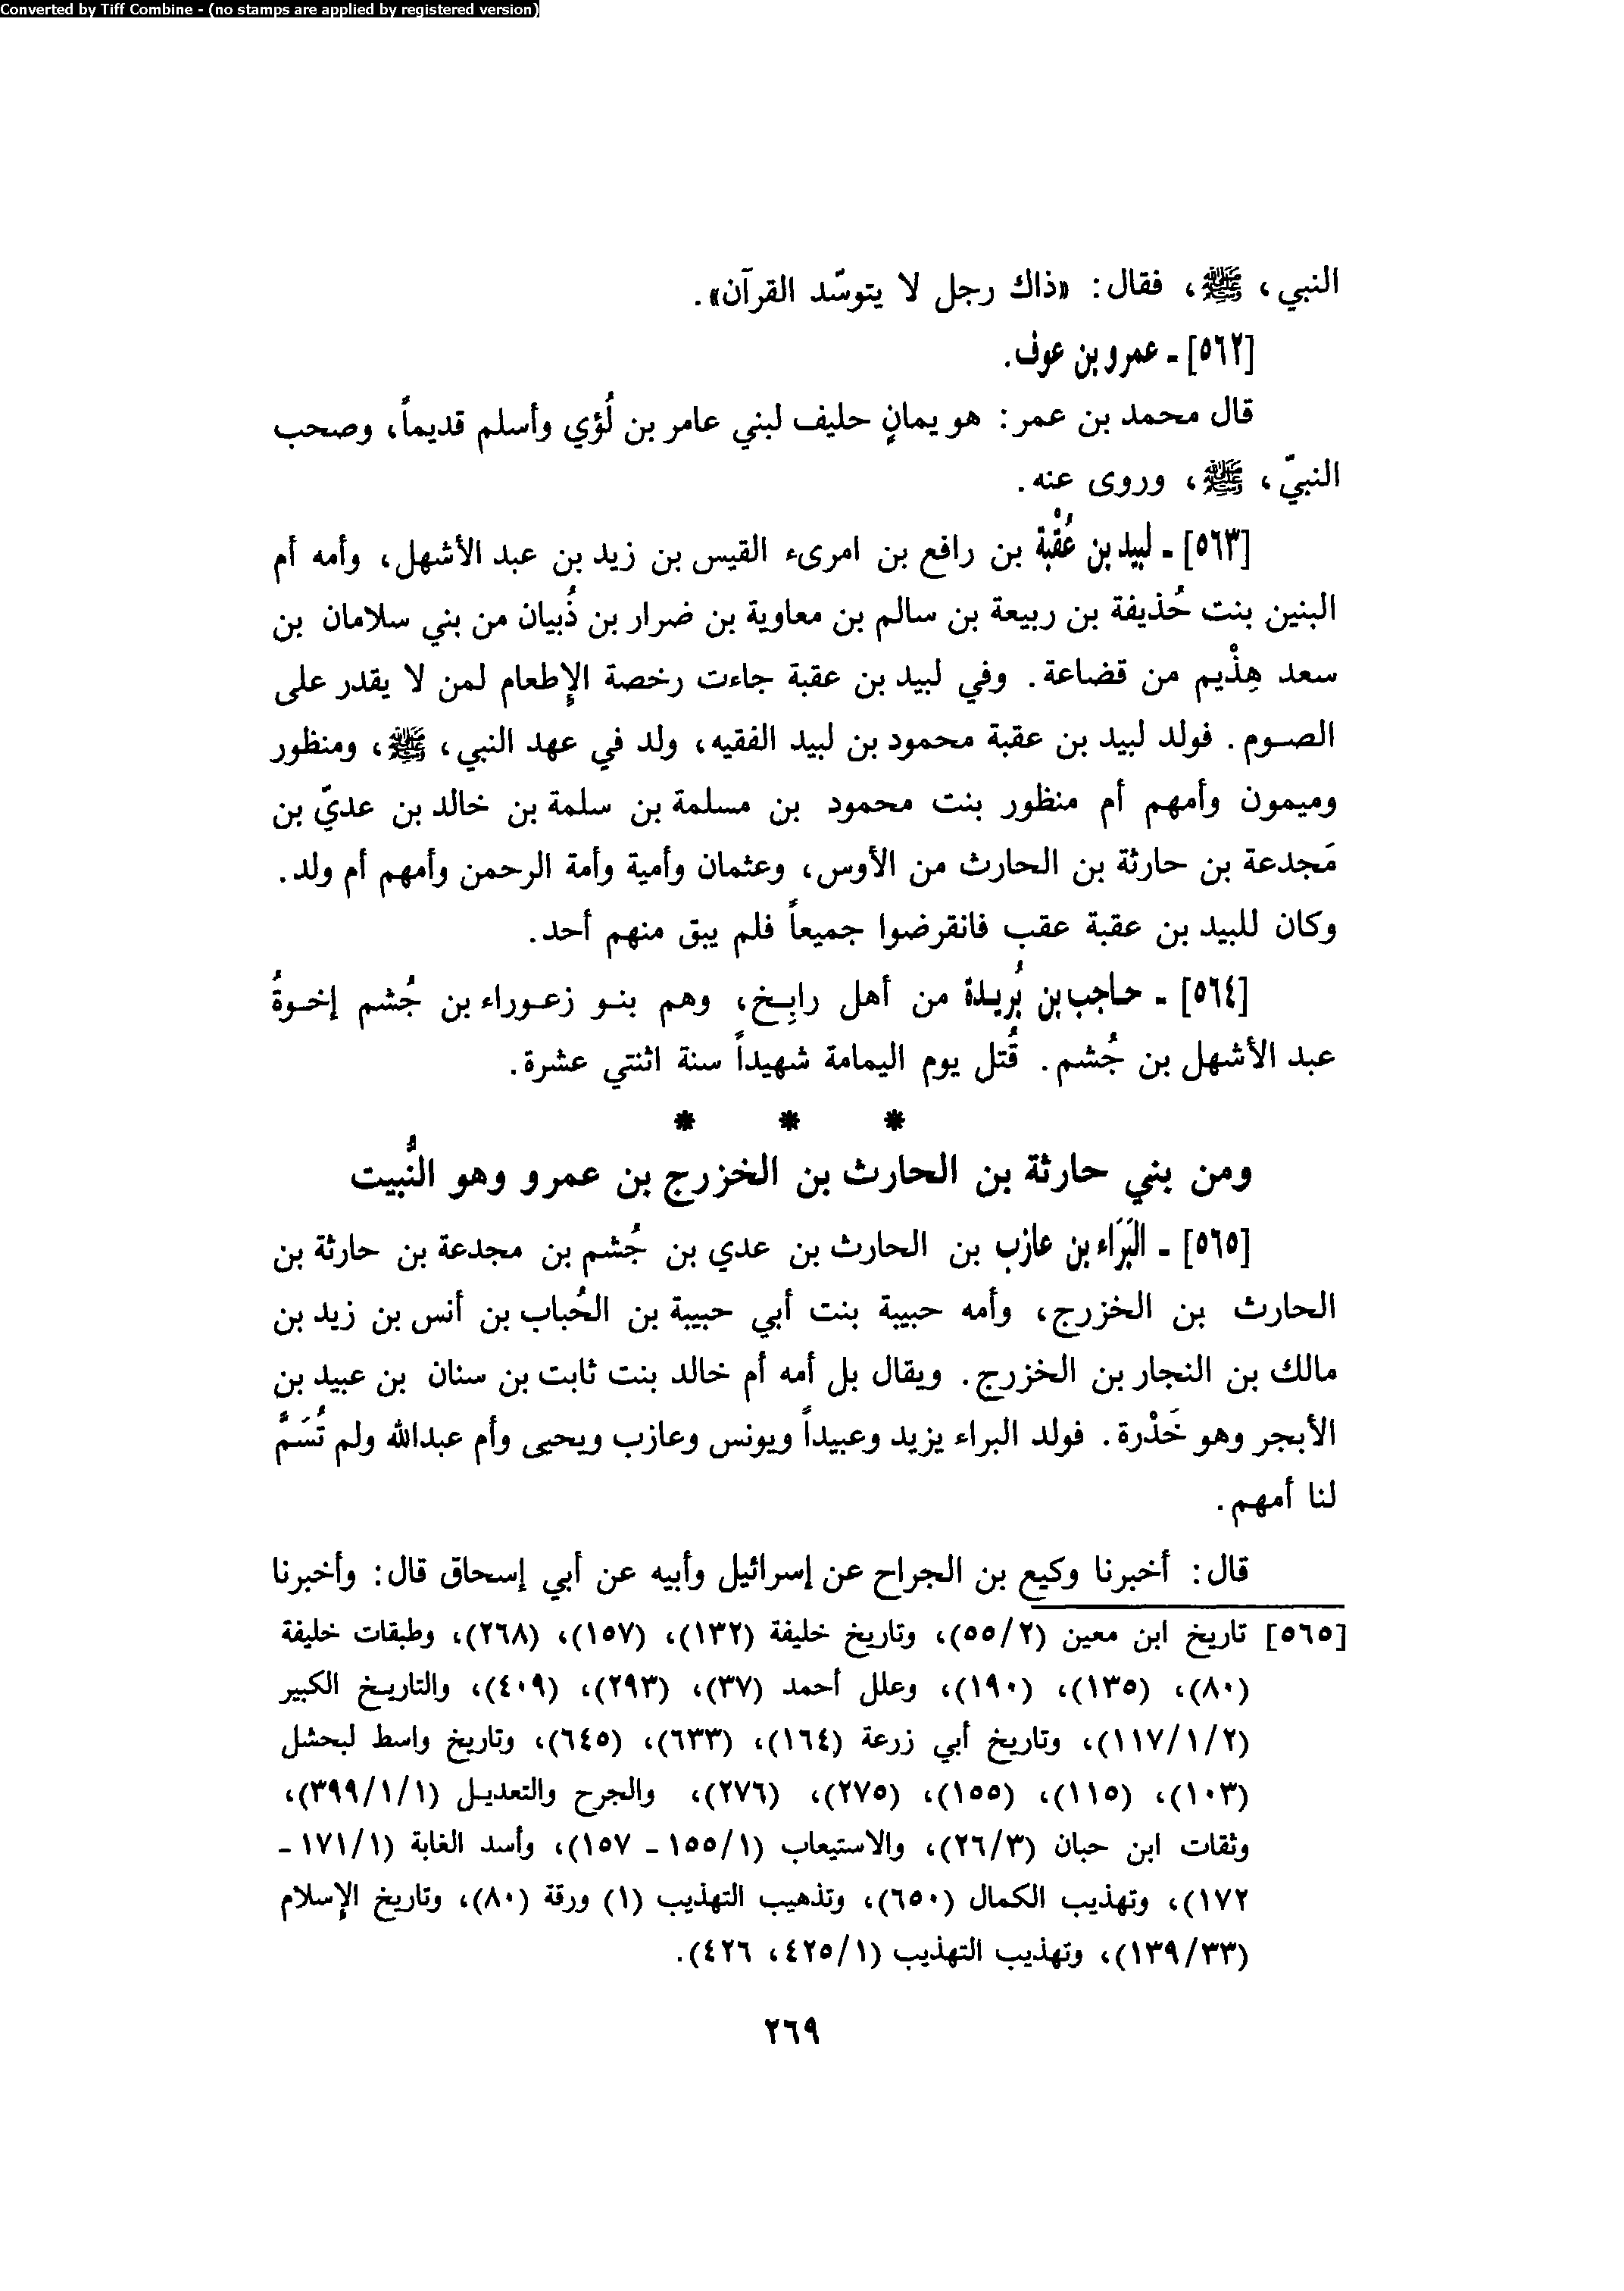 Converted by Tiff Combine - (no stamps are applied by registered version)
النبي، ﷺ، فقال: «ذاك رجل لا يتوسّد القرآن».
[٥٦٢] - عمرو بن عوف.
قال محمد بن عمر: هو يمانٍ حليف لبني عامر بن لُؤي وأسلم قديماً، وصحب
النبيّ، ﷺ، وروى عنه.
[٥٦٣] - لبيد بن عُقْبة بن رافع بن امرىء القيس بن زيد بن عبد الأشهل، وأمه أم
البنين بنت حُذيفة بن ربيعة بن سالم بن معاوية بن ضرار بن ذُبيان من بني سلامان بن
سعد هِذْيم من قضاعة. وفي لبيد بن عقبة جاءت رخصة الإطعام لمن لا يقدر على
الصوم. فولد لبيد بن عقبة محمود بن لبيد الفقيه، ولد في عهد النبي، ﷺ، ومنظور
وميمون وأمهم أم منظور بنت محمود بن مسلمة بن سلمة بن خالد بن عديّ بن
مَجدعة بن حارثة بن الحارث من الأوس، وعثمان وأمية وأمة الرحمن وأمهم أم ولد.
وكان للبيد بن عقبة عقب فانقرضوا جميعاً فلم يبق منهم أحد.
[٥٦٤] - حاجب بن بُريدة من أهل رابِخ، وهم بنو زعوراء بن جُشم إخوةُ
عبد الأشهل بن جُشم. قُتل يوم اليمامة شهيداً سنة اثنتي عشرة.
* * *
ومن بني حارثة بن الحارث بن الخزرج بن عمرو وهو النُّبيت
[٥٦٥] - البَرَاء بن عازب بن الحارث بن عدي بن جُشم بن مجدعة بن حارثة بن
الحارث بن الخزرج، وأمه حبيبة بنت أبي حبيبة بن الحُباب بن أنس بن زيد بن
مالك بن النجار بن الخزرج. ويقال بل أمه أم خالد بنت ثابت بن سنان بن عبيد بن
الأبجر وهو خَدْرة. فولد البراء يزيد وعبيداً ويونس وعازب ويحيى وأم عبدالله ولم تُسَمَّ
لنا أمهم.
قال: أخبرنا وكيع بن الجراح عن إسرائيل وأبيه عن أبي إسحاق قال: وأخبرنا
[٥٦٥] تاريخ ابن معين (٥٥/٢)، وتاريخ خليفة (١٣٢)، (١٥٧)، (٢٦٨)، وطبقات خليفة
(٨٠)، (١٣٥)، (١٩٠)، وعلل أحمد (٣٧)، (٢٩٣)، (٤٠٩)، والتاريخ الكبير
(١١٧/١/٢)، وتاريخ أبي زرعة (١٦٤)، (٦٣٣)، (٦٤٥)، وتاريخ واسط لبحشل
(١٠٣)، (١١٥)، (١٥٥)، (٢٧٥)، (٢٧٦)، والجرح والتعديل (٣٩٩/١/١)،
وثقات ابن حبان (٢٦/٣)، والاستيعاب (١٥٥/١ - ١٥٧)، وأسد الغابة (١٧١/١ -
١٧٢)، وتهذيب الكمال (٦٥٠)، وتذهيب التهذيب (١) ورقة (٨٠)، وتاريخ الإسلام
(١٣٩/٣٣)، وتهذيب التهذيب (٤٢٥/١، ٤٢٦).
٢٦٩